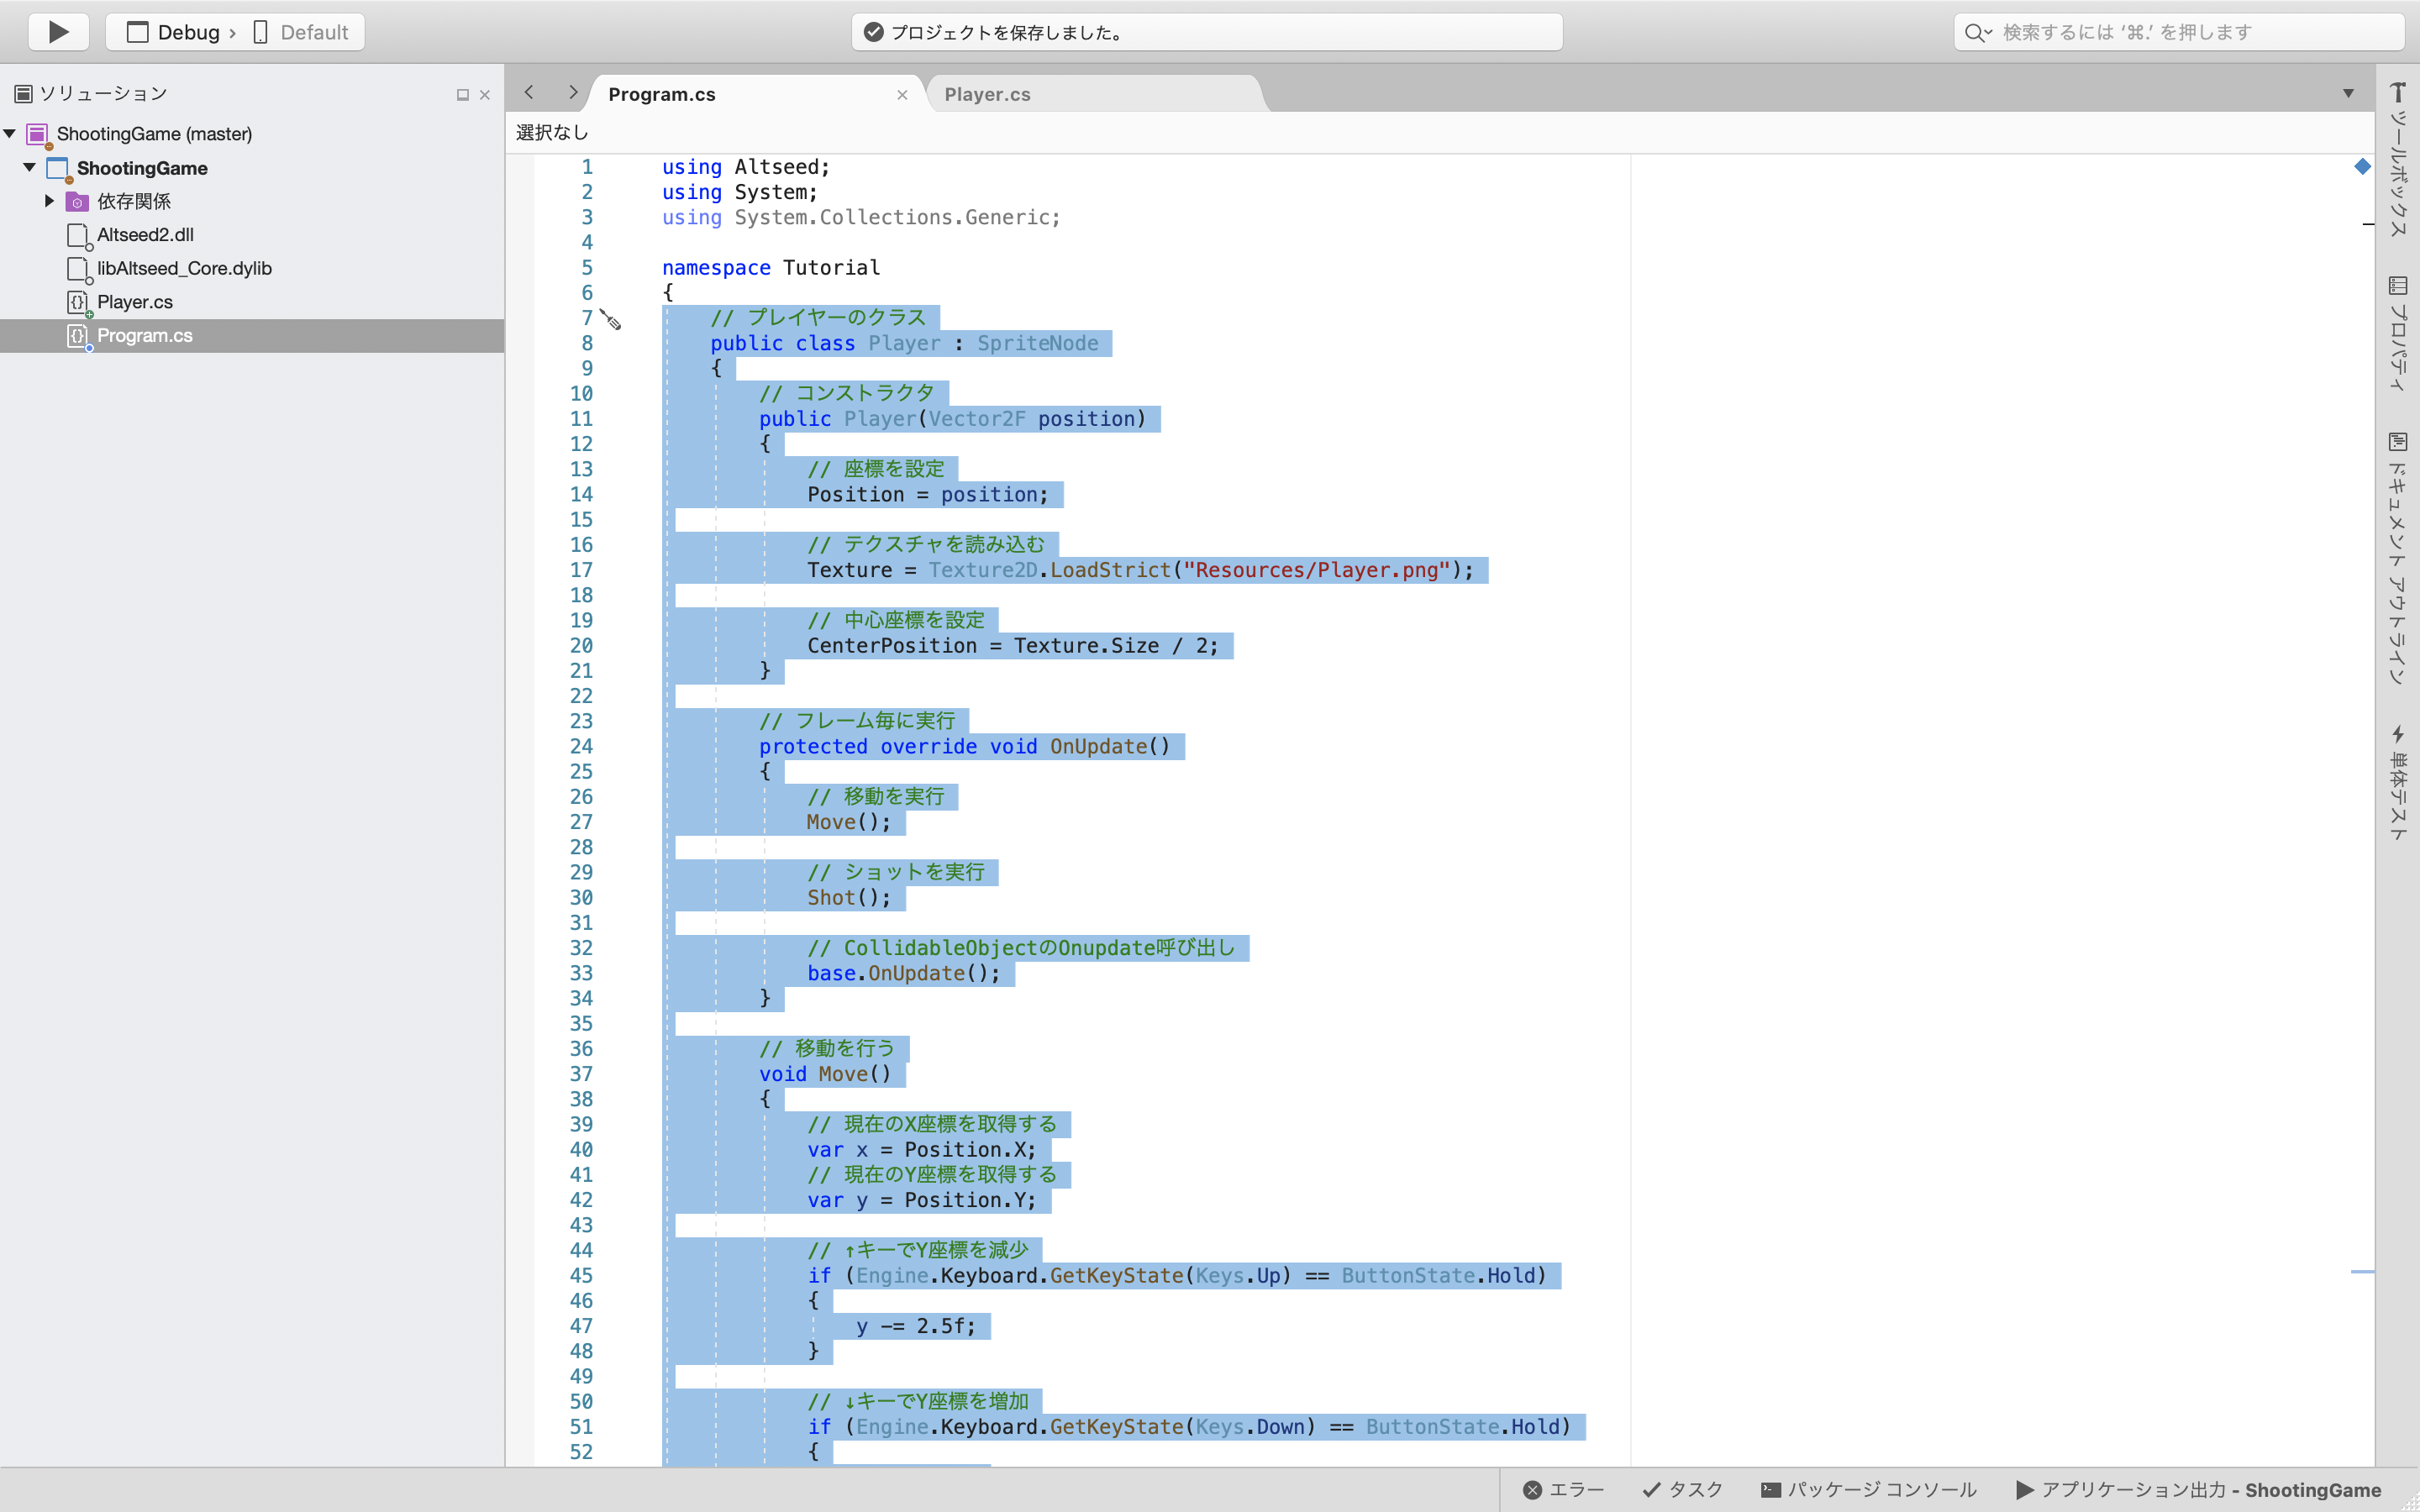 Debug › Default
プロジェクトを保存しました。
検索するには ‘⌘.’ を押します
ソリューション
ShootingGame (master)
ShootingGame
依存関係
Altseed2.dll
libAltseed_Core.dylib
Player.cs
Program.cs
Program.cs
Player.cs
選択なし
1 using Altseed;
2 using System;
3 using System.Collections.Generic;
4
5 namespace Tutorial
6 {
7 // プレイヤーのクラス
8 public class Player : SpriteNode
9 {
10 // コンストラクタ
11 public Player(Vector2F position)
12 {
13 // 座標を設定
14 Position = position;
15
16 // テクスチャを読み込む
17 Texture = Texture2D.LoadStrict("Resources/Player.png");
18
19 // 中心座標を設定
20 CenterPosition = Texture.Size / 2;
21 }
22
23 // フレーム毎に実行
24 protected override void OnUpdate()
25 {
26 // 移動を実行
27 Move();
28
29 // ショットを実行
30 Shot();
31
32 // CollidableObjectのOnupdate呼び出し
33 base.OnUpdate();
34 }
35
36 // 移動を行う
37 void Move()
38 {
39 // 現在のX座標を取得する
40 var x = Position.X;
41 // 現在のY座標を取得する
42 var y = Position.Y;
43
44 // ↑キーでY座標を減少
45 if (Engine.Keyboard.GetKeyState(Keys.Up) == ButtonState.Hold)
46 {
47 y -= 2.5f;
48 }
49
50 // ↓キーでY座標を増加
51 if (Engine.Keyboard.GetKeyState(Keys.Down) == ButtonState.Hold)
52 {
ツールボックス
プロパティ
ドキュメント アウトライン
単体テスト
エラー
タスク
パッケージ コンソール
アプリケーション出力 - ShootingGame